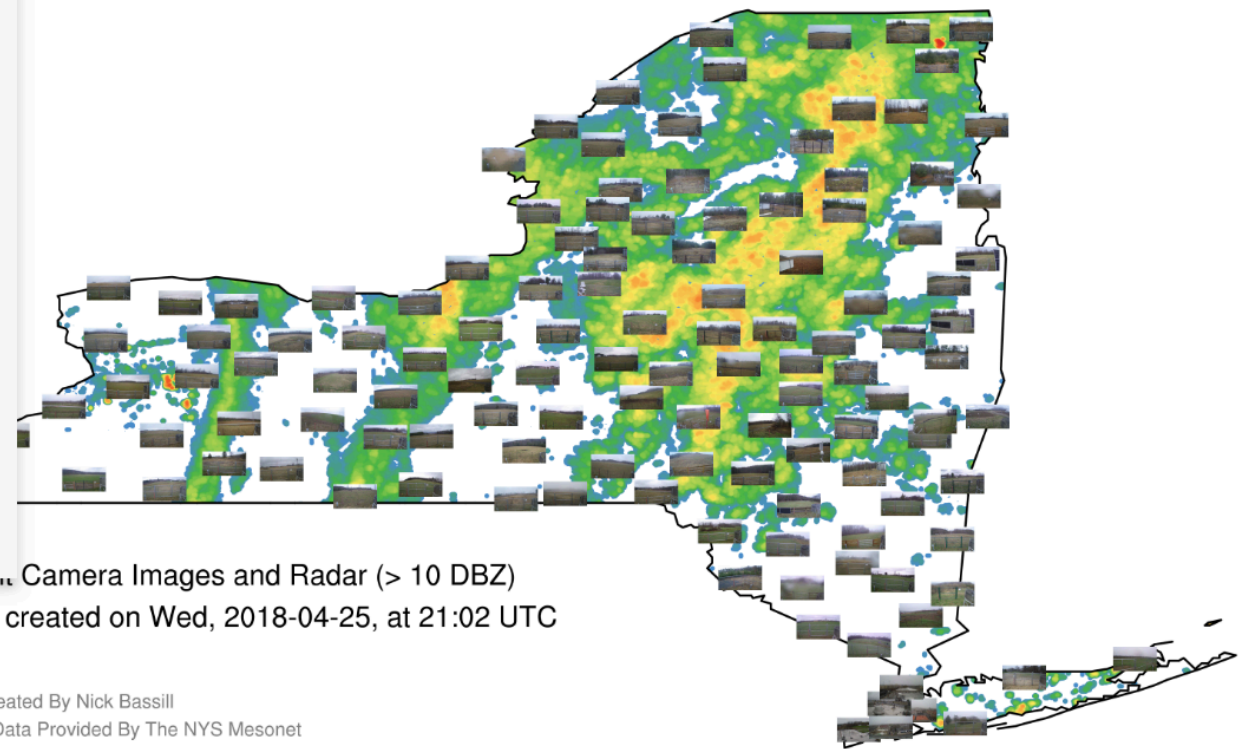 Camera Images and Radar (> 10 DBZ)
created on Wed, 2018-04-25, at 21:02 UTC
By Nick Bassill
Data Provided By The NYS Mesonet